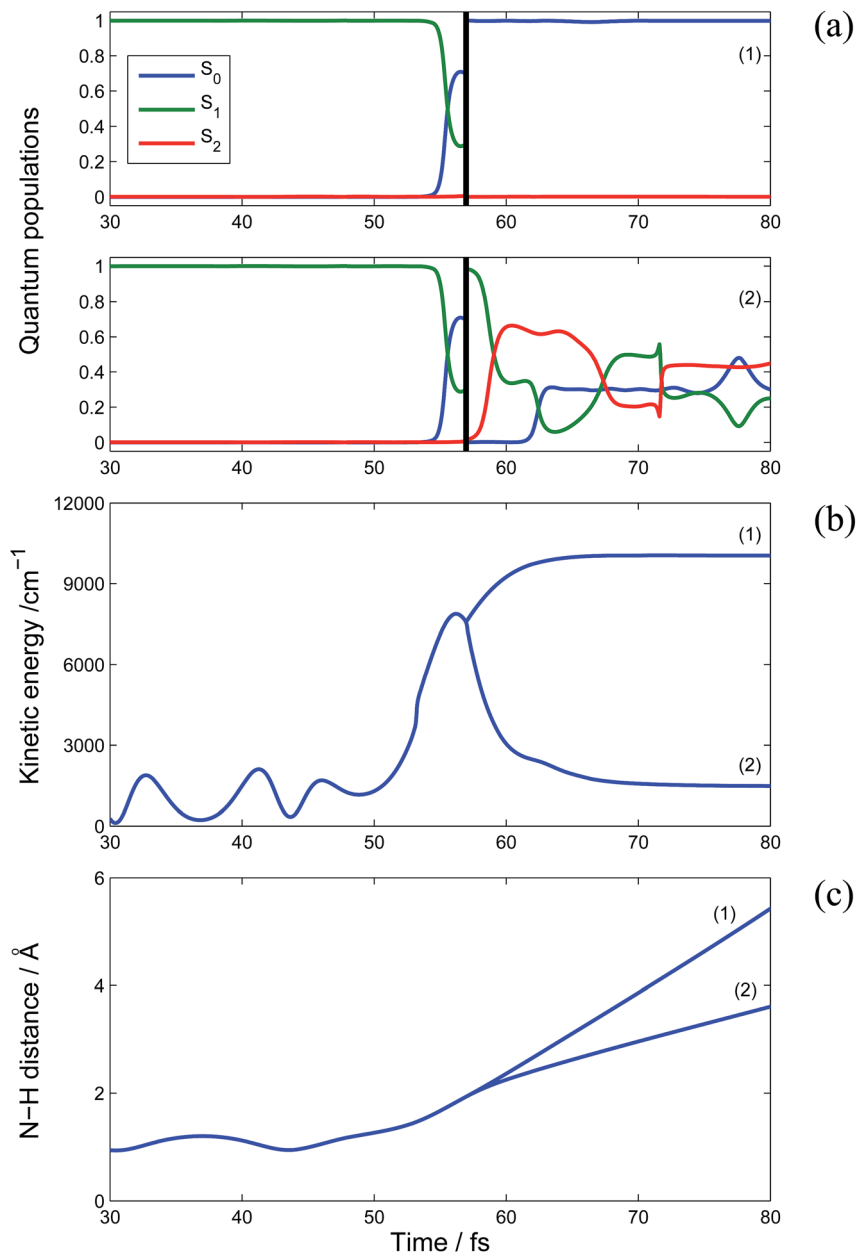 (a)
Quantum populations
1
0.8
0.6
0.4
0.2
0
S0
S1
S2
(1)
30 40 50 60 70 80
1
0.8
0.6
0.4
0.2
0
(2)
30 40 50 60 70 80
(b)
Kinetic energy /cm−1
12000
9000
6000
3000
0
(1)
(2)
30 40 50 60 70 80
(c)
N−H distance / Å
6
4
2
0
(1)
(2)
30 40 50 60 70 80
Time / fs